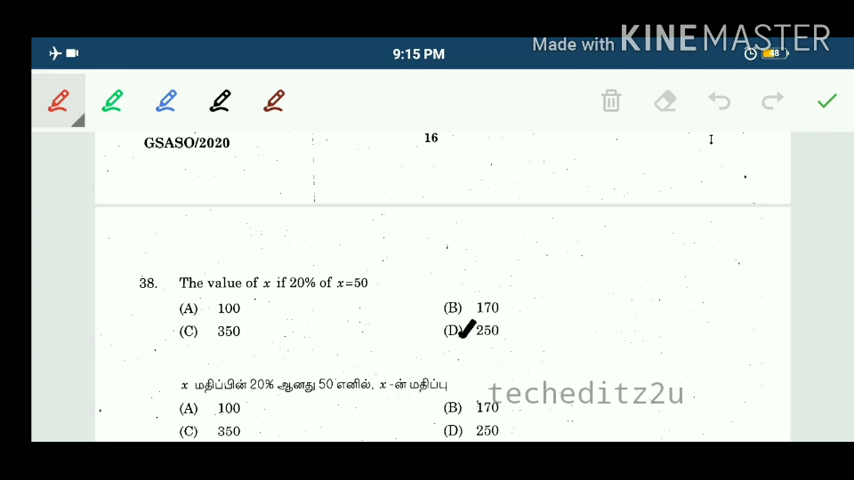 Made with KINEMASTER
9:15 PM
48
GSASO/2020
16
38. The value of x if 20% of x=50
(A) 100 (B) 170
(C) 350 (D) 250
x மதிப்பின் 20% ஆனது 50 எனில், x -ன் மதிப்பு
techeditz2u
(A) 100 (B) 170
(C) 350 (D) 250